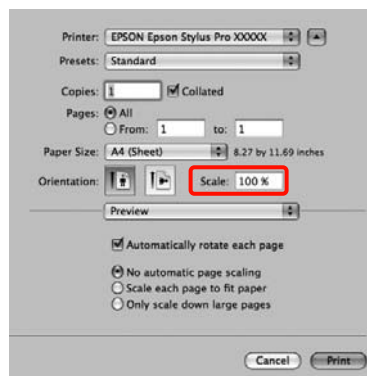 Printer: EPSON Epson Stylus Pro XXXXX
Presets: Standard
Copies: 1 Collated
Pages: All
From: 1 to: 1
Paper Size: A4 (Sheet) 8.27 by 11.69 inches
Orientation: Scale: 100 %
Preview
Automatically rotate each page
No automatic page scaling
Scale each page to fit paper
Only scale down large pages
Cancel Print